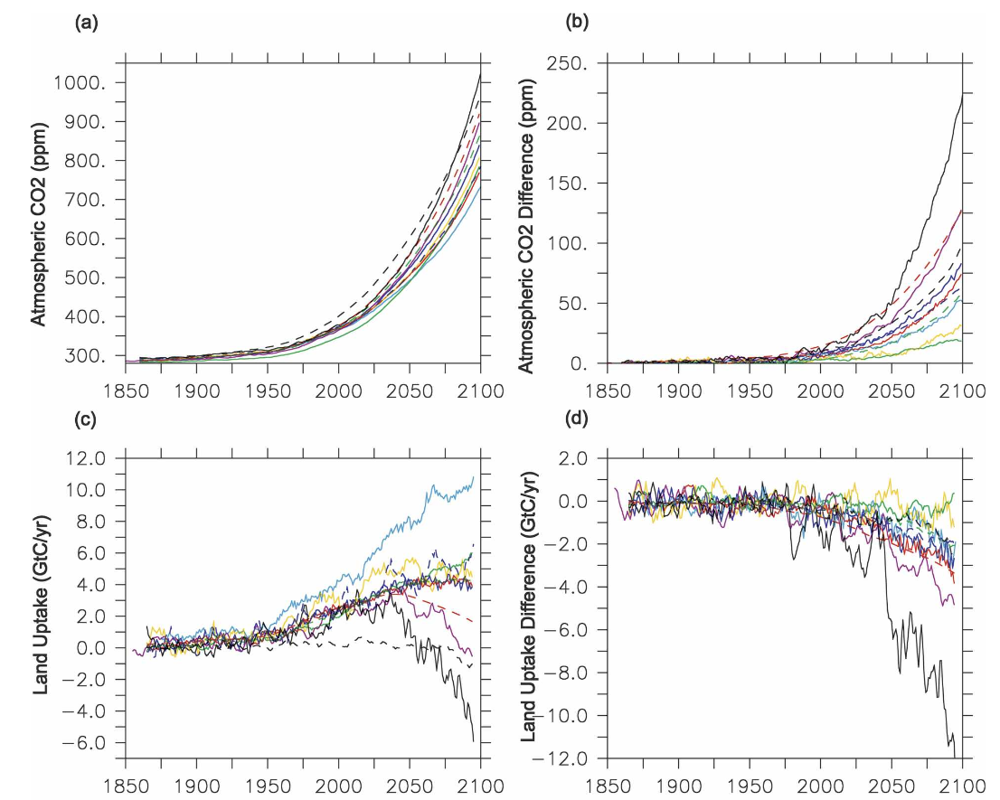 (a)
Atmospheric CO2 (ppm)
1000.
900.
800.
700.
600.
500.
400.
300.
1850 1900 1950 2000 2050 2100
(b)
Atmospheric CO2 Difference (ppm)
250.
200.
150.
100.
50.
0.
1850 1900 1950 2000 2050 2100
(c)
Land Uptake (GtC/yr)
12.0
10.0
8.0
6.0
4.0
2.0
0.0
−2.0
−4.0
−6.0
1850 1900 1950 2000 2050 2100
(d)
Land Uptake Difference (GtC/yr)
2.0
0.0
−2.0
−4.0
−6.0
−8.0
−10.0
−12.0
1850 1900 1950 2000 2050 2100